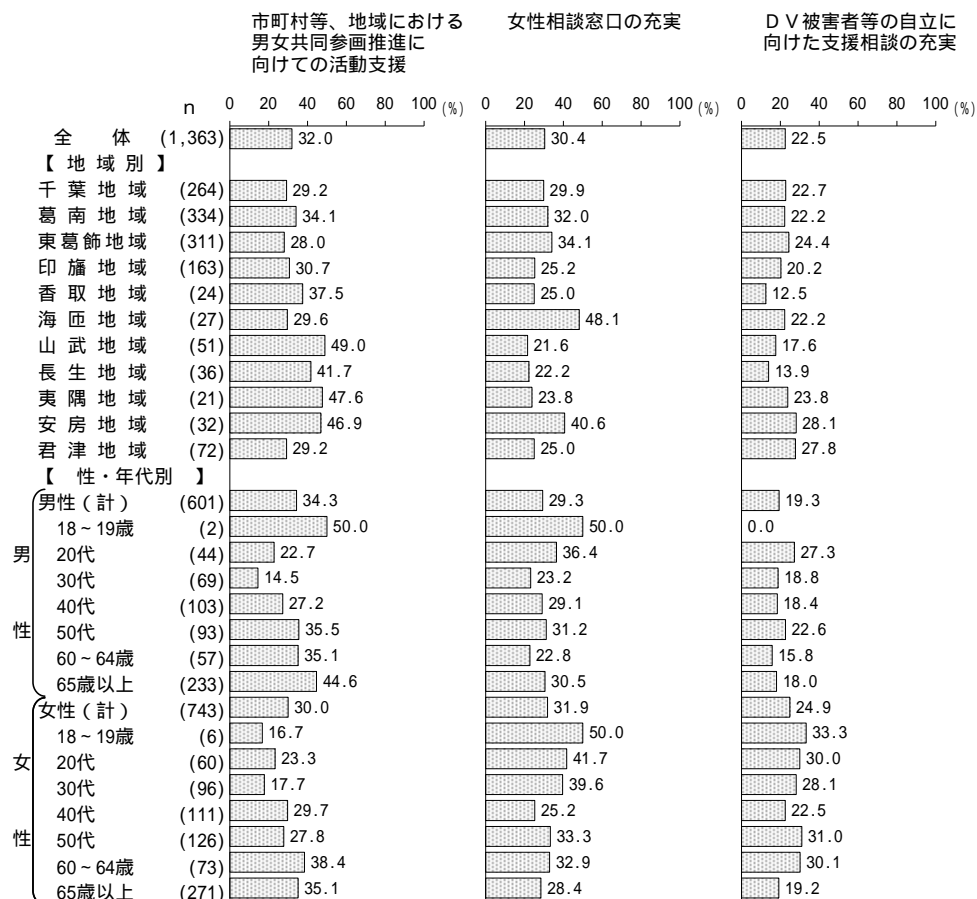 市町村等、地域における
男女共同参画推進に
向けての活動支援
女性相談窓口の充実
ＤＶ被害者等の自立に
向けた支援相談の充実
n 0 20 40 60 80 100 (%) 0 20 40 60 80 100 (%) 0 20 40 60 80 100 (%)
全 体 (1,363) 32.0 30.4 22.5
【 地 域 別 】
千 葉 地 域 (264) 29.2 29.9 22.7
葛 南 地 域 (334) 34.1 32.0 22.2
東葛飾地域 (311) 28.0 34.1 24.4
印 旛 地 域 (163) 30.7 25.2 20.2
香 取 地 域 (24) 37.5 25.0 12.5
海 匝 地 域 (27) 29.6 48.1 22.2
山 武 地 域 (51) 49.0 21.6 17.6
長 生 地 域 (36) 41.7 22.2 13.9
夷 隅 地 域 (21) 47.6 23.8 23.8
安 房 地 域 (32) 46.9 40.6 28.1
君 津 地 域 (72) 29.2 25.0 27.8
【 性・年代別 】
男性（計） (601) 34.3 29.3 19.3
18～19歳 (2) 50.0 50.0 0.0
男 20代 (44) 22.7 36.4 27.3
30代 (69) 14.5 23.2 18.8
40代 (103) 27.2 29.1 18.4
性 50代 (93) 35.5 31.2 22.6
60～64歳 (57) 35.1 22.8 15.8
65歳以上 (233) 44.6 30.5 18.0
女性（計） (743) 30.0 31.9 24.9
18～19歳 (6) 16.7 50.0 33.3
女 20代 (60) 23.3 41.7 30.0
30代 (96) 17.7 39.6 28.1
40代 (111) 29.7 25.2 22.5
性 50代 (126) 27.8 33.3 31.0
60～64歳 (73) 38.4 32.9 30.1
65歳以上 (271) 35.1 28.4 19.2